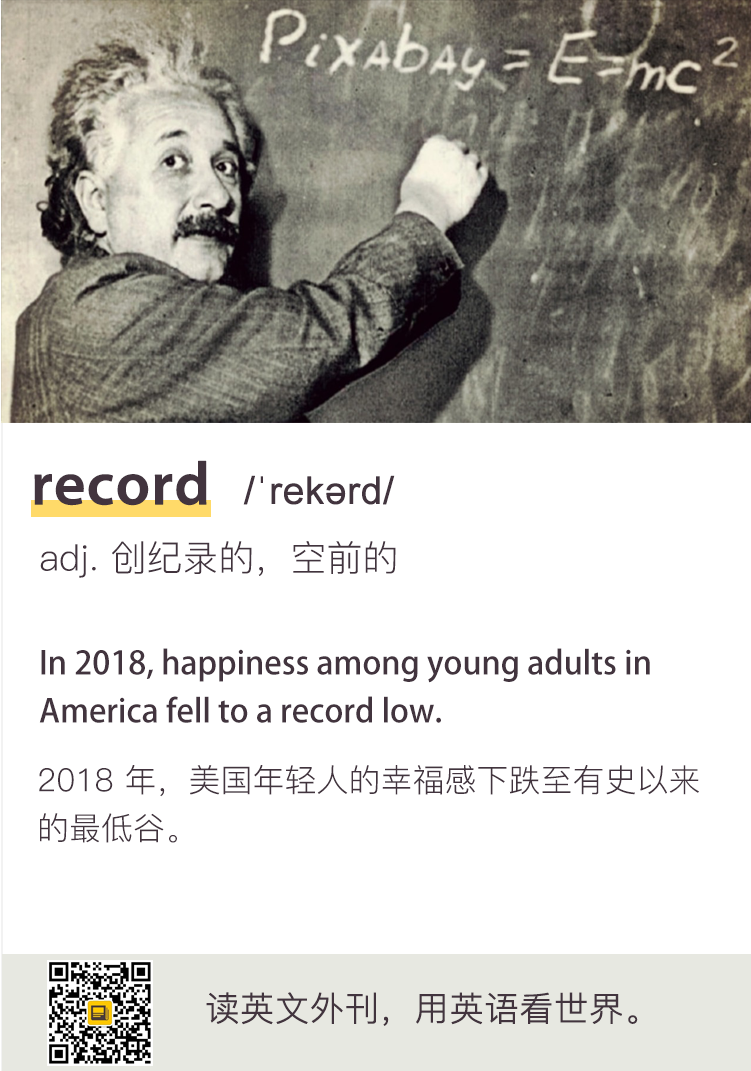 PixAbAy = E=mc²
record /ˈrekərd/
adj. 创纪录的，空前的
In 2018, happiness among young adults in
America fell to a record low.
2018 年，美国年轻人的幸福感下跌至有史以来
的最低谷。
读英文外刊，用英语看世界。